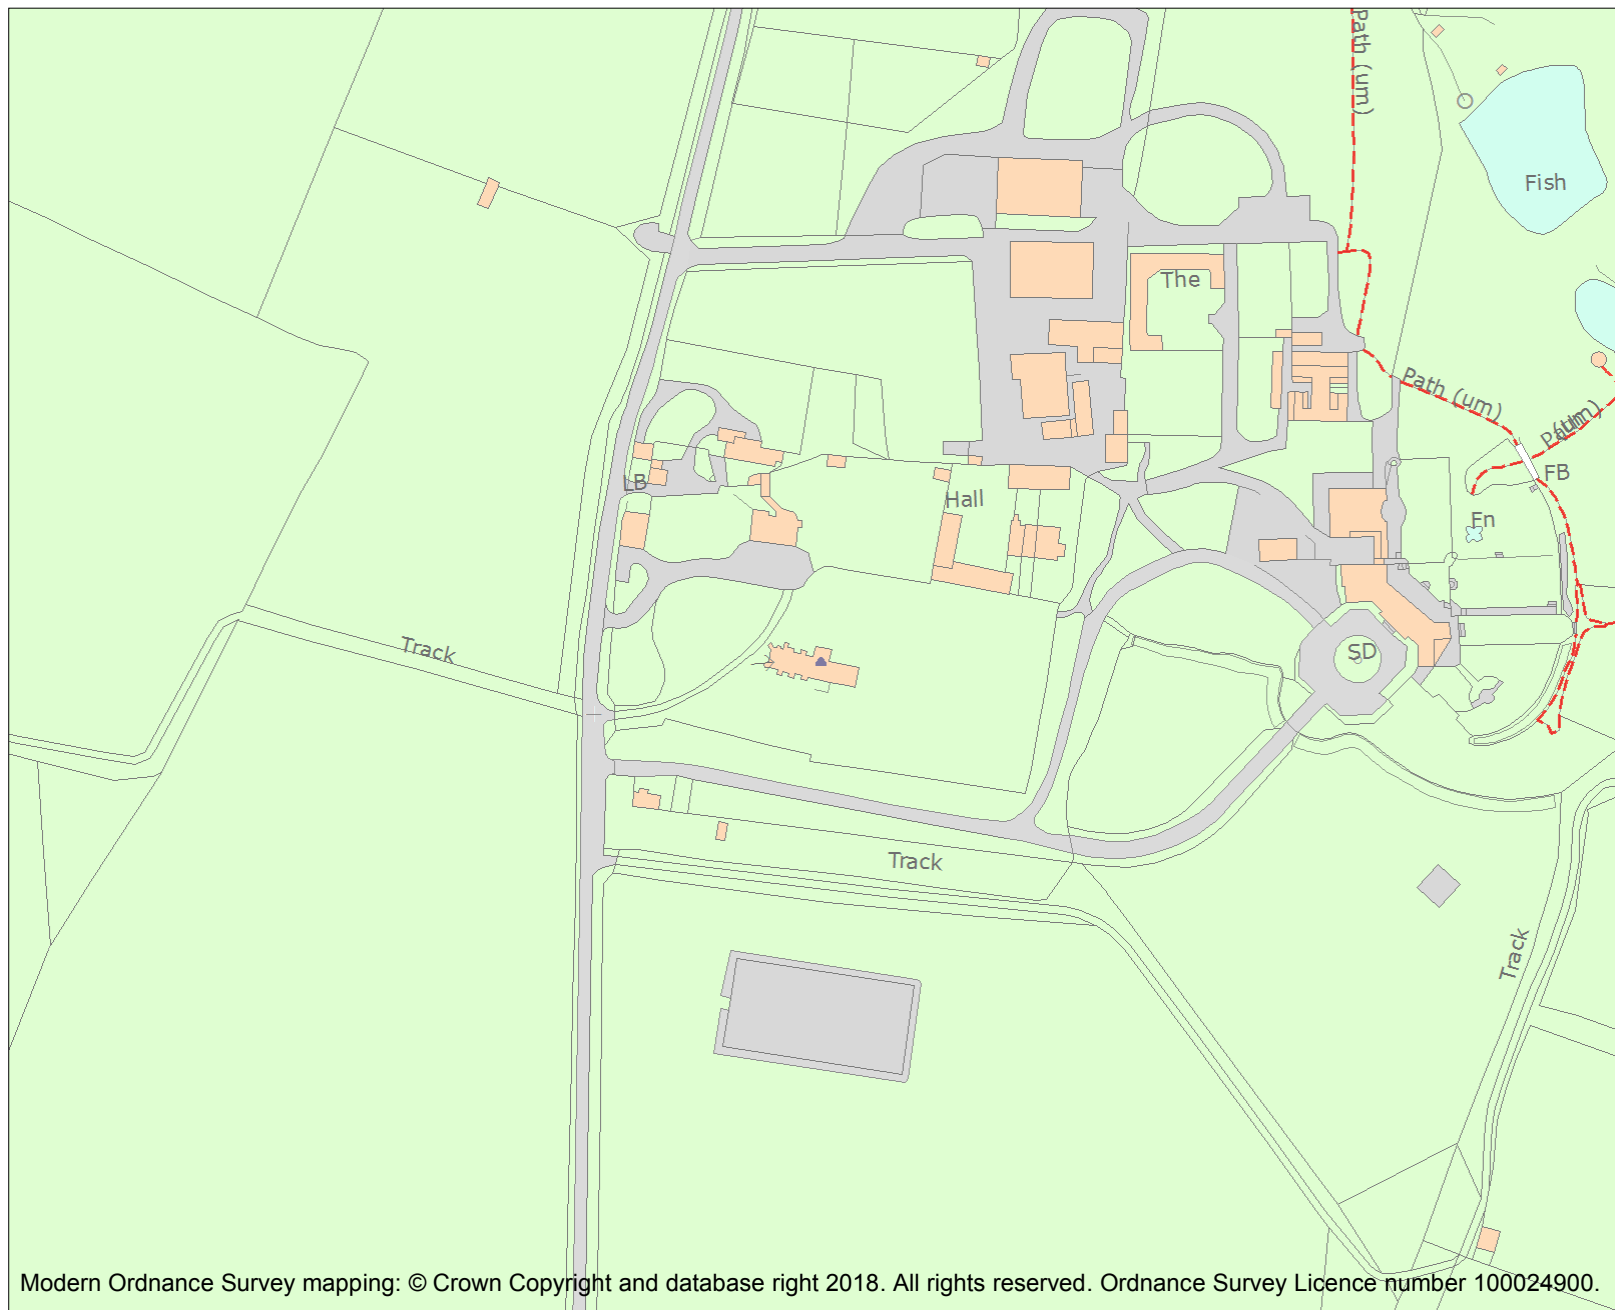 Path (um)
Fish
The
Path (um)
Path (um)
FB
LB
Hall
Fn
Track
SD
Track
Track
Modern Ordnance Survey mapping: © Crown Copyright and database right 2018. All rights reserved. Ordnance Survey Licence number 100024900.